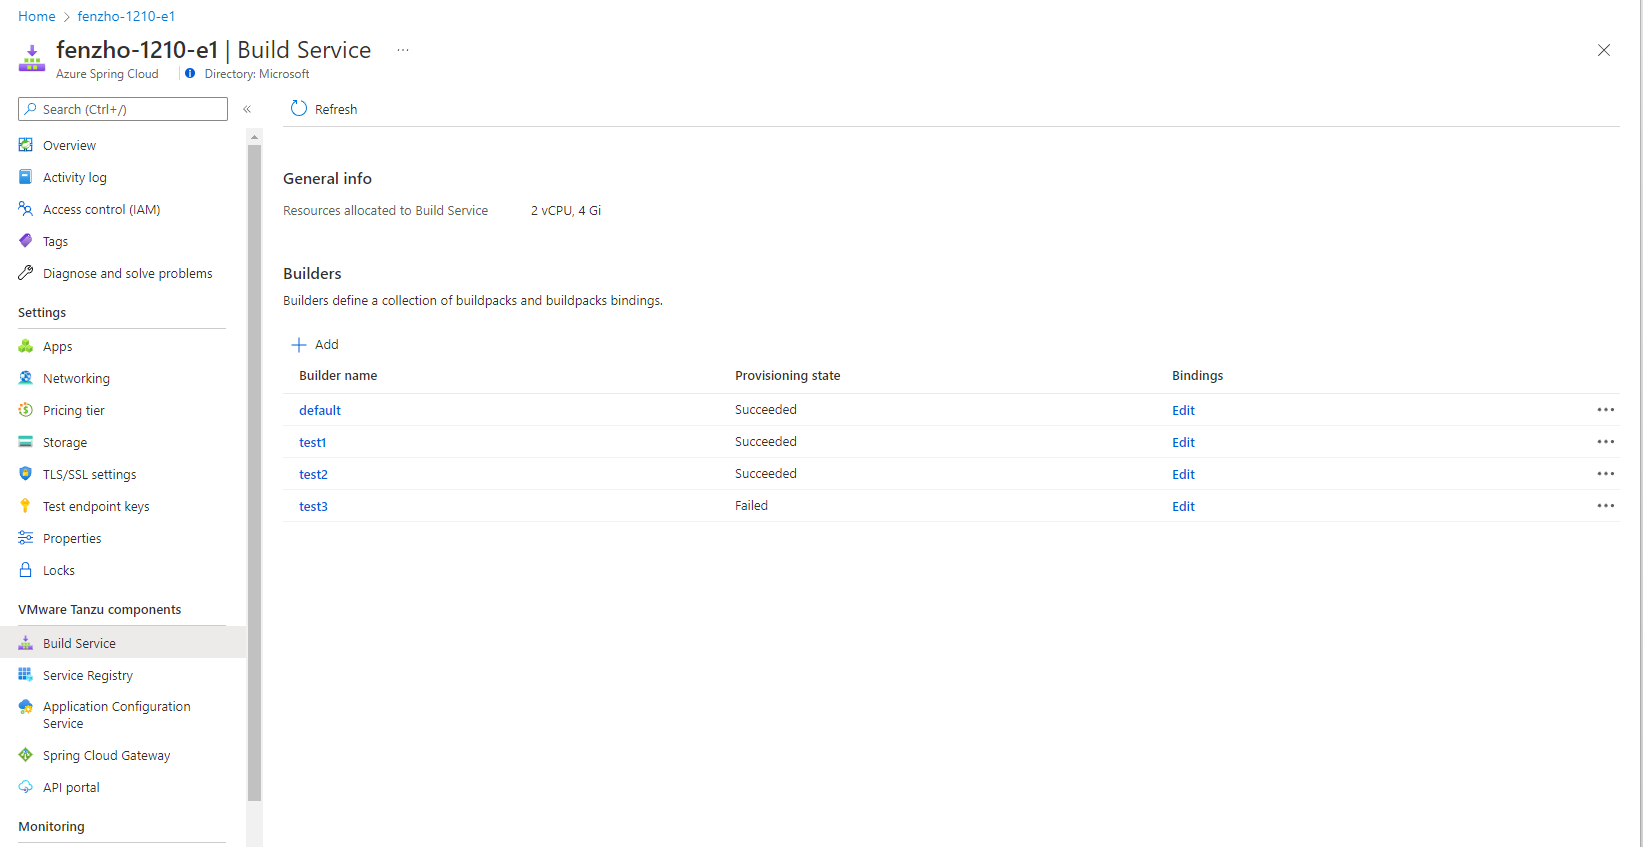 Home > fenzho-1210-e1
fenzho-1210-e1 | Build Service ...
Azure Spring Cloud
Directory: Microsoft
Search (Ctrl+/)
«
Overview
Activity log
Access control (IAM)
Tags
Diagnose and solve problems
Settings
Apps
Networking
Pricing tier
Storage
TLS/SSL settings
Test endpoint keys
Properties
Locks
VMware Tanzu components
Build Service
Service Registry
Application Configuration
Service
Spring Cloud Gateway
API portal
Monitoring
Refresh
General info
Resources allocated to Build Service 2 vCPU, 4 Gi
Builders
Builders define a collection of buildpacks and buildpacks bindings.
Add
Builder name Provisioning state Bindings
default Succeeded Edit
test1 Succeeded Edit
test2 Succeeded Edit
test3 Failed Edit